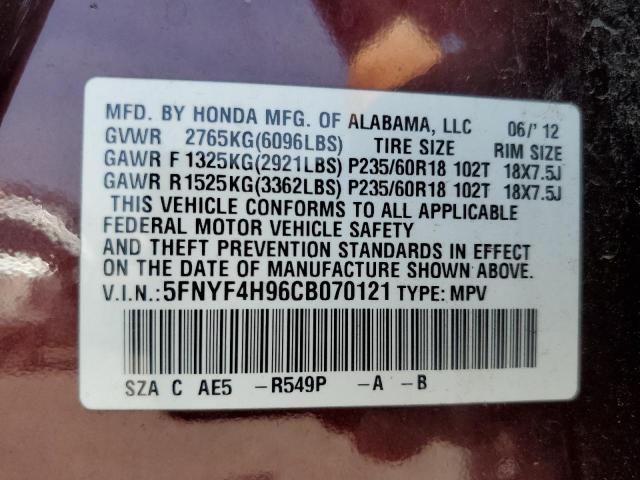 MFD. BY HONDA MFG. OF ALABAMA, LLC 06/'12
GVWR 2765KG(6096LBS) TIRE SIZE RIM SIZE
GAWR F 1325KG(2921LBS) P235/60R18 102T 18X7.5J
GAWR R1525KG(3362LBS) P235/60R18 102T 18X7.5J
THIS VEHICLE CONFORMS TO ALL APPLICABLE
FEDERAL MOTOR VEHICLE SAFETY
AND THEFT PREVENTION STANDARDS IN EFFECT
ON THE DATE OF MANUFACTURE SHOWN ABOVE.
V.I.N.:5FNYF4H96CB070121 TYPE: MPV
SZA C AE5 -R549P -A -B